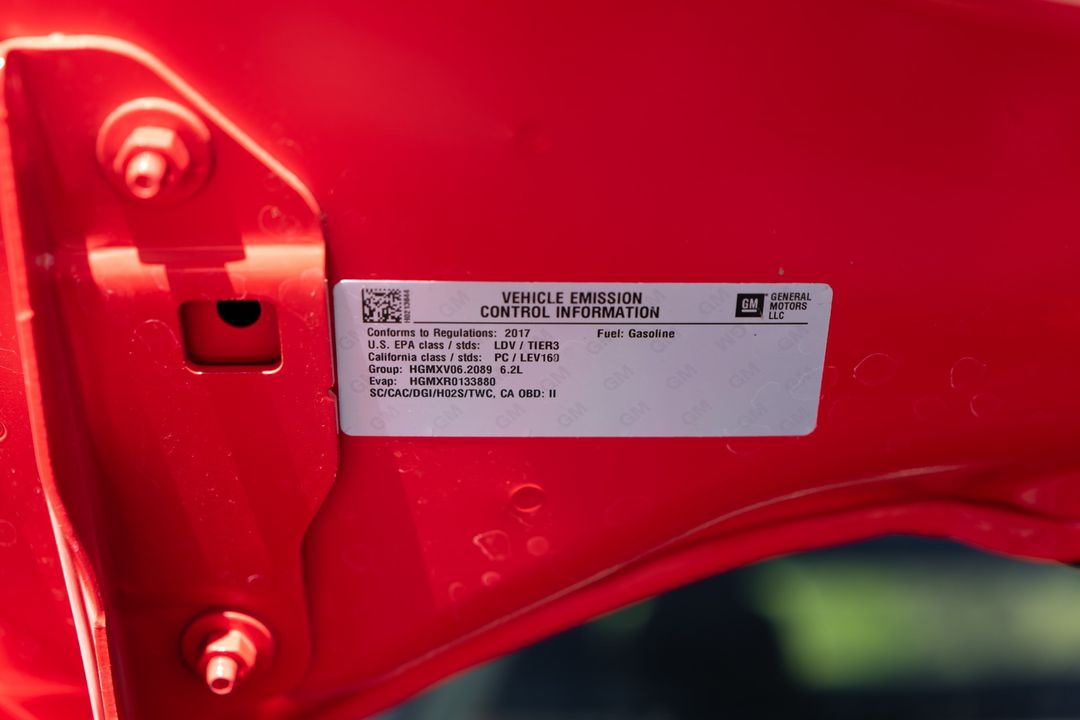 VEHICLE EMISSION
CONTROL INFORMATION
GM GENERAL
MOTORS
LLC
Conforms to Regulations: 2017 Fuel: Gasoline
U.S. EPA class / stds: LDV / TIER3
California class / stds: PC / LEV160
Group: HGMXV06.2089 6.2L
Evap: HGMXR0133880
SC/CAC/DGI/H02S/TWC, CA OBD: II